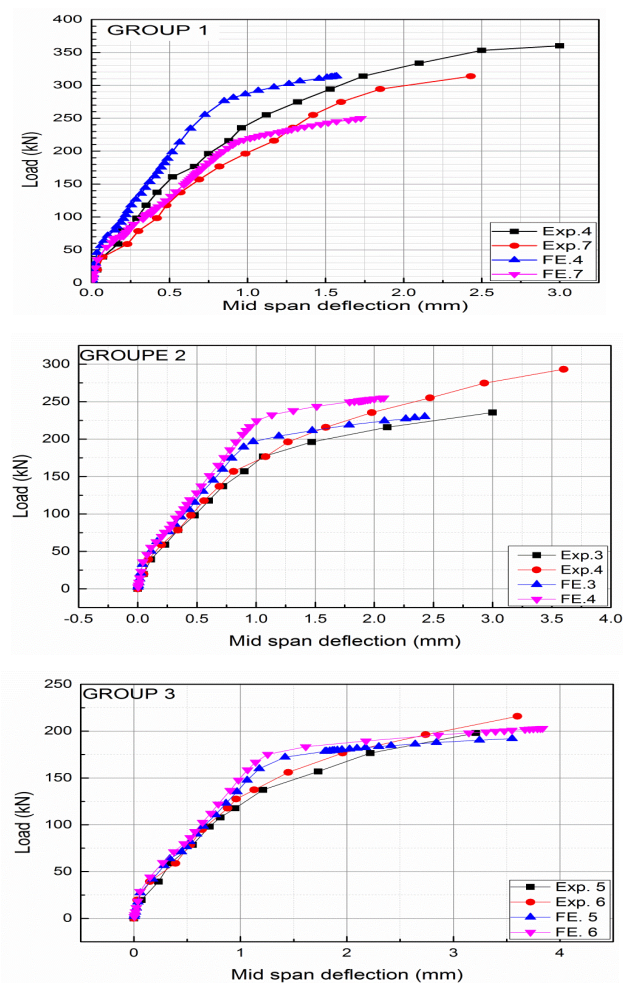 GROUP 1
400
350
300
250
200
150
100
50
0
0.0 0.5 1.0 1.5 2.0 2.5 3.0
Load (kN)
Mid span deflection (mm)
Exp.4
Exp.7
FE.4
FE.7
GROUPE 2
300
250
200
150
100
50
0
-0.5 0.0 0.5 1.0 1.5 2.0 2.5 3.0 3.5 4.0
Load (kN)
Mid span deflection (mm)
Exp.3
Exp.4
FE.3
FE.4
GROUP 3
250
200
150
100
50
0
0 1 2 3 4
Load (kN)
Mid span deflection (mm)
Exp. 5
Exp. 6
FE. 5
FE. 6